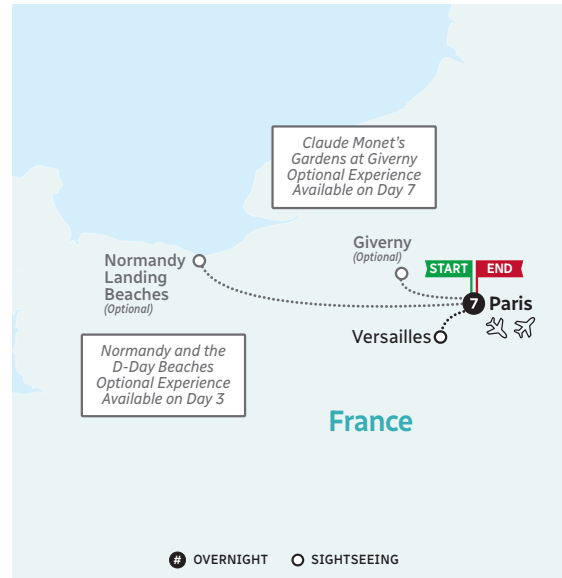 Claude Monet's
Gardens at Giverny
Optional Experience
Available on Day 7
Normandy
Landing
Beaches
(Optional)
Giverny
(Optional)
START
END
7
Paris
Versailles
Normandy and the
D-Day Beaches
Optional Experience
Available on Day 3
France
# OVERNIGHT
SIGHTSEEING